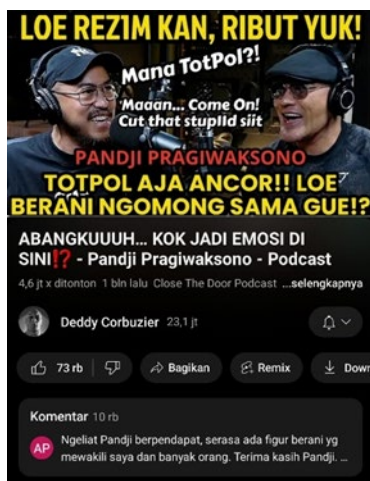 LOE REZ1M KAN, RIBUT YUK!
Mana TotPol?!
Maaan... Come On!
Cut that stuplld siit
PANDJI PRAGIWAKSONO
TOTPOL AJA ANCOR!! LOE
BERANI NGOMONG SAMA GUE!?
ABANGKUUUH... KOK JADI EMOSI DI
SINI⁉️ - Pandji Pragiwaksono - Podcast
4,6 jt x ditonton 1 bln lalu Close The Door Podcast ...selengkapnya
Deddy Corbuzier 23,1 jt
73 rb Bagikan Remix Down
Komentar 10 rb
AP
Ngeliat Pandji berpendapat, serasa ada figur berani yg
mewakili saya dan banyak orang. Terima kasih Pandji. ...